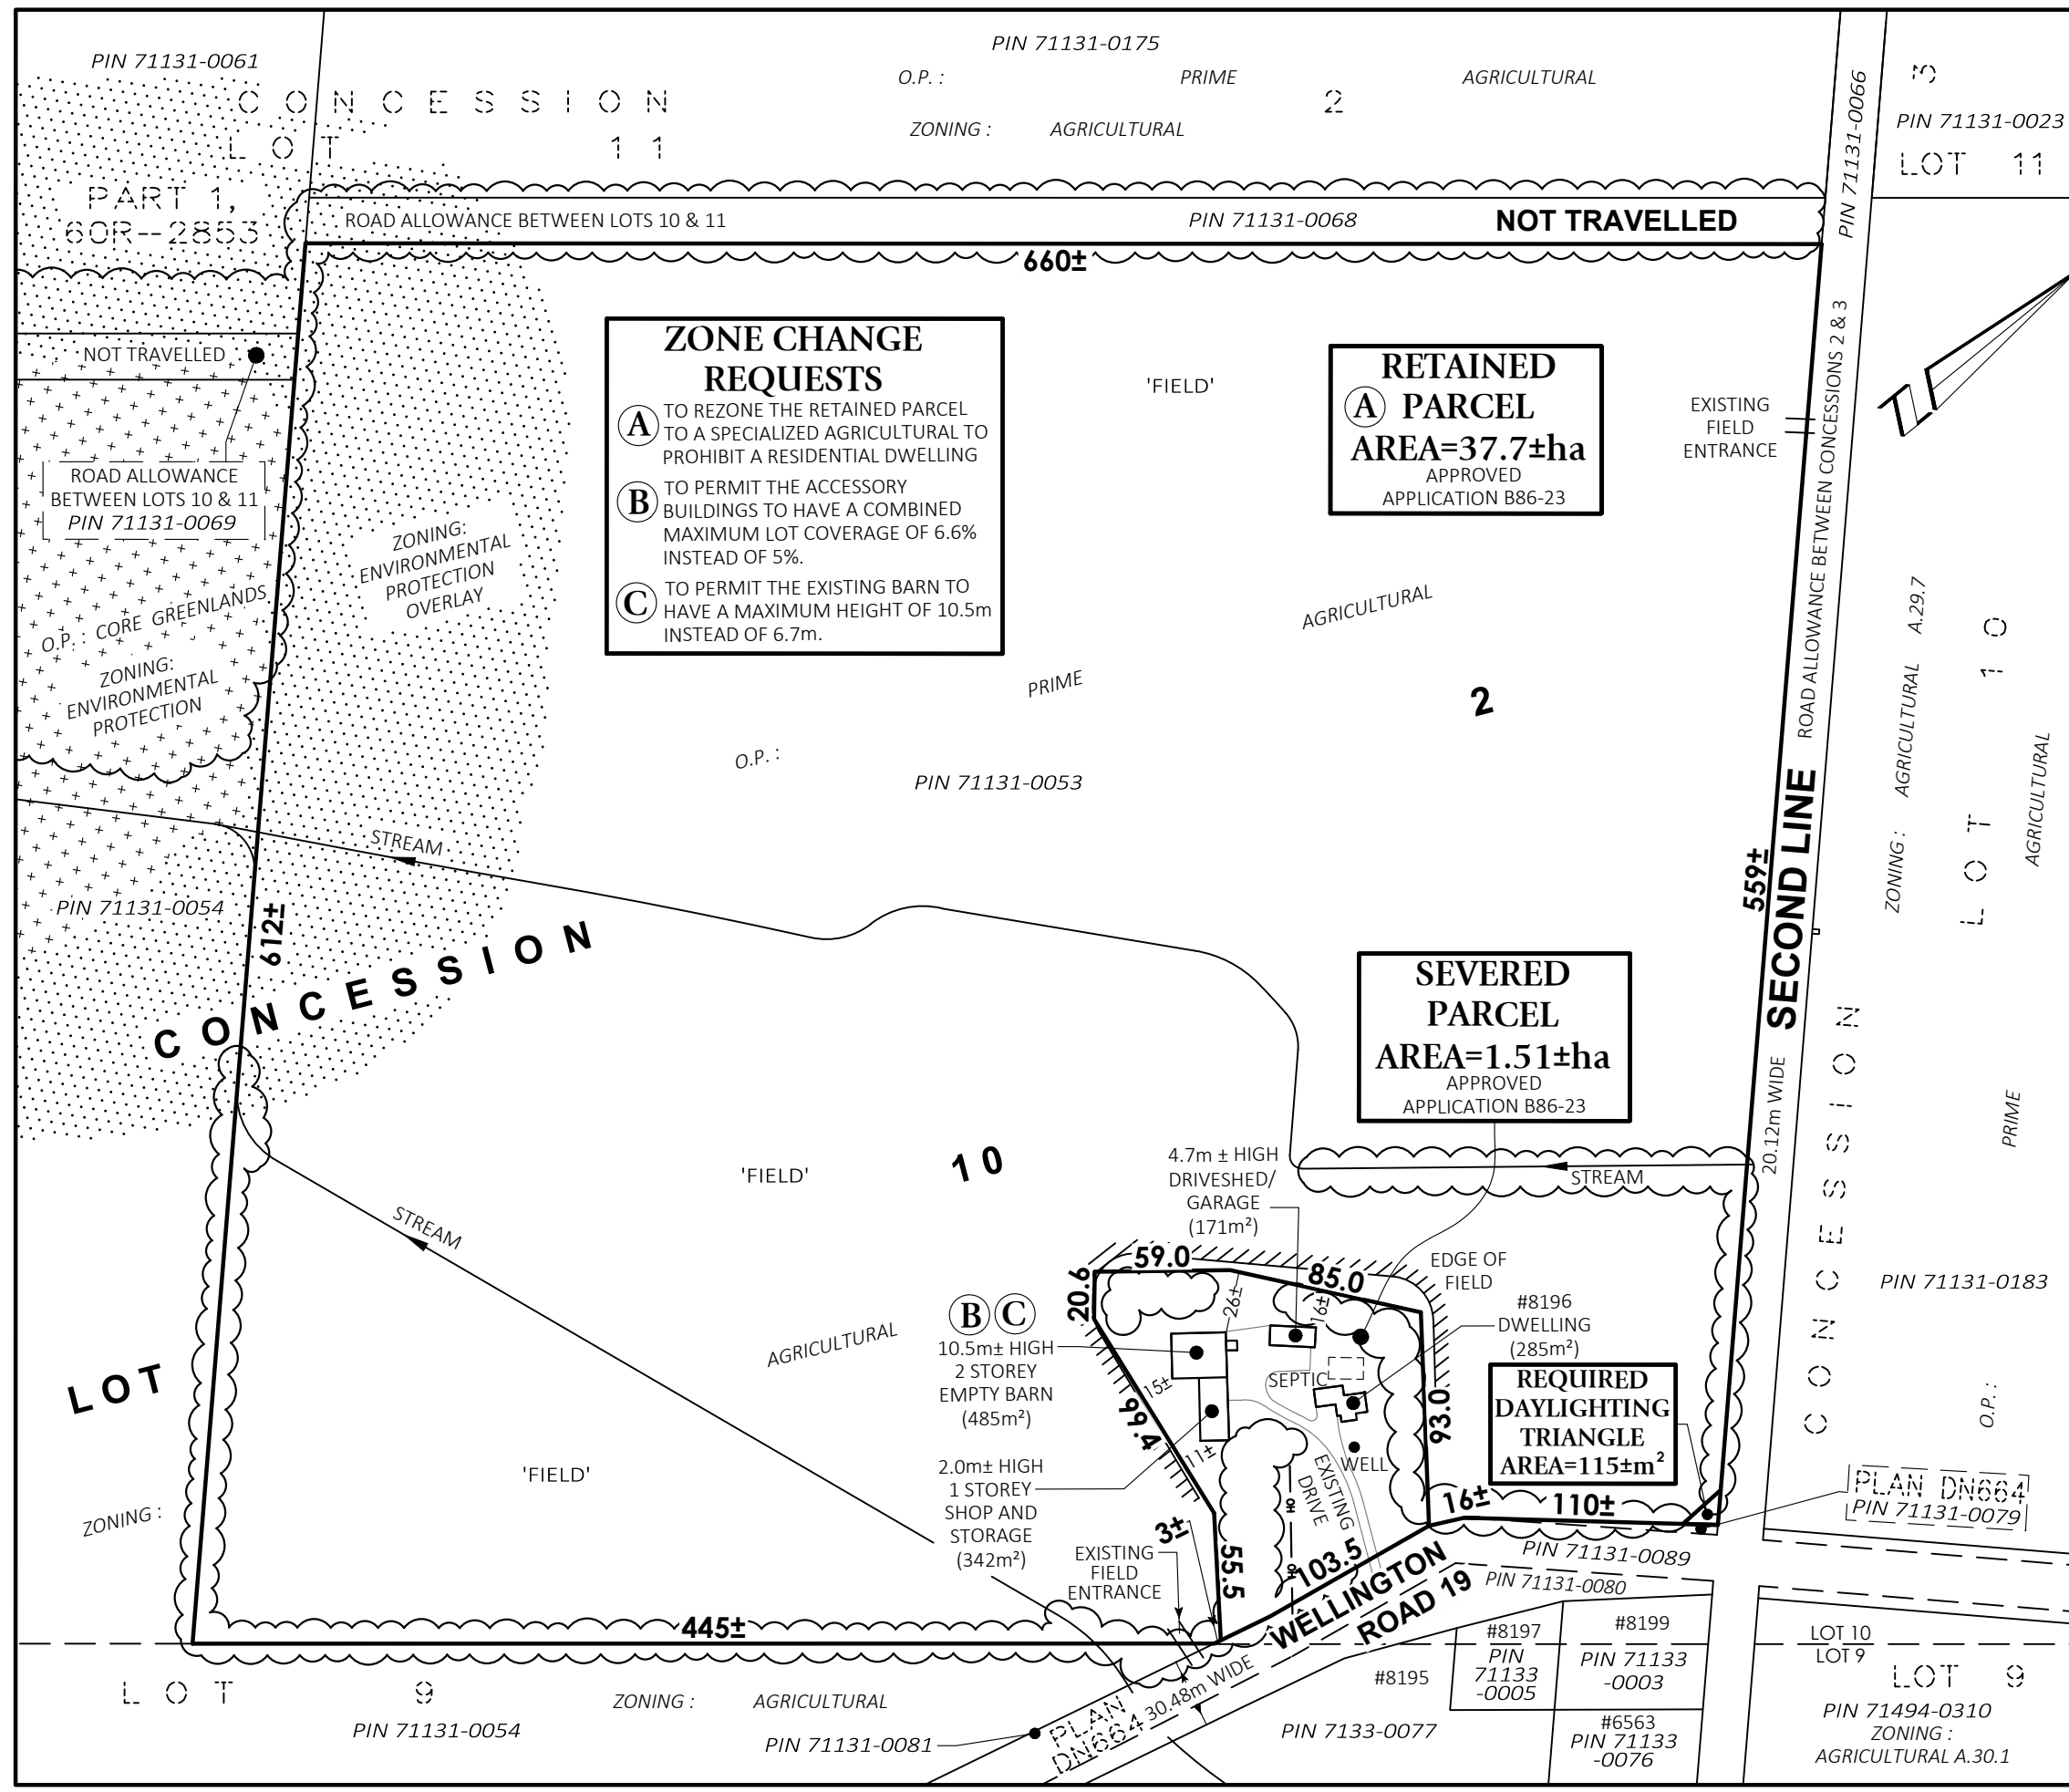 PIN 71131-0061
PIN 71131-0175
O.P. : PRIME AGRICULTURAL
CONCESSION 2
ZONING : AGRICULTURAL
LOT 11
PART 1,
60R-2853
PIN 71131-0066
3
PIN 71131-0023
LOT 11
ROAD ALLOWANCE BETWEEN LOTS 10 & 11
PIN 71131-0068
NOT TRAVELLED
660±
NOT TRAVELLED
ROAD ALLOWANCE
BETWEEN LOTS 10 & 11
PIN 71131-0069
ZONE CHANGE
REQUESTS
A TO REZONE THE RETAINED PARCEL
TO A SPECIALIZED AGRICULTURAL TO
PROHIBIT A RESIDENTIAL DWELLING
B TO PERMIT THE ACCESSORY
BUILDINGS TO HAVE A COMBINED
MAXIMUM LOT COVERAGE OF 6.6%
INSTEAD OF 5%.
C TO PERMIT THE EXISTING BARN TO
HAVE A MAXIMUM HEIGHT OF 10.5m
INSTEAD OF 6.7m.
'FIELD'
RETAINED
A PARCEL
AREA=37.7±ha
APPROVED
APPLICATION B86-23
EXISTING
FIELD
ENTRANCE
ZONING:
ENVIRONMENTAL
PROTECTION
OVERLAY
O.P. : CORE GREENLANDS
ZONING:
ENVIRONMENTAL
PROTECTION
O.P. : PRIME AGRICULTURAL
2
PIN 71131-0053
ROAD ALLOWANCE BETWEEN CONCESSIONS 2 & 3
SECOND LINE
559±
20.12m WIDE
ZONING : AGRICULTURAL A.29.7
LOT 10
O.P.: PRIME AGRICULTURAL
CONCESSION
PIN 71131-0183
STREAM
PIN 71131-0054
612±
CONCESSION
SEVERED
PARCEL
AREA=1.51±ha
APPROVED
APPLICATION B86-23
'FIELD'
10
STREAM
STREAM
4.7m ± HIGH
DRIVESHED/
GARAGE
(171m²)
59.0
85.0
20.6
26±
16±
EDGE OF
FIELD
#8196
DWELLING
(285m²)
B C
10.5m± HIGH
2 STOREY
EMPTY BARN
(485m²)
SEPTIC
15±
99.4
11±
93.0
WELL
EXISTING
DRIVE
OH
OH
REQUIRED
DAYLIGHTING
TRIANGLE
AREA=115±m²
LOT
ZONING : AGRICULTURAL
'FIELD'
2.0m± HIGH
1 STOREY
SHOP AND
STORAGE
(342m²)
3±
55.5
103.5
16±
110±
EXISTING
FIELD
ENTRANCE
PLAN DN664
PIN 71131-0079
PIN 71131-0089
PIN 71131-0080
WELLINGTON
ROAD 19
445±
#8197
PIN
71133
-0005
#8199
PIN 71133
-0003
#8195
#6563
PIN 71133
-0076
LOT 10
LOT 9
LOT 9
PIN 71494-0310
ZONING :
AGRICULTURAL A.30.1
LOT 9
PIN 71131-0054
ZONING : AGRICULTURAL
PIN 71131-0081
PLAN
DN664
30.48m WIDE
PIN 7133-0077